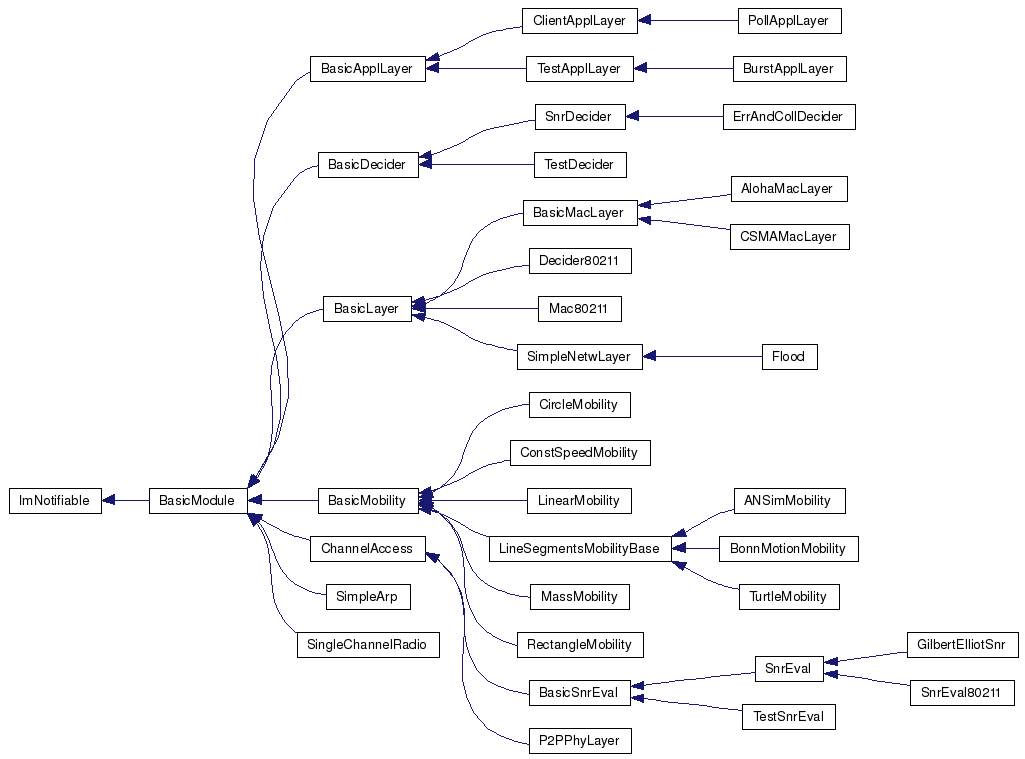 ClientApplLayer
PollApplLayer
BasicApplLayer
TestApplLayer
BurstApplLayer
SnrDecider
ErrAndCollDecider
BasicDecider
TestDecider
AlohaMacLayer
BasicMacLayer
CSMAMacLayer
Decider80211
BasicLayer
Mac80211
SimpleNetwLayer
Flood
CircleMobility
ConstSpeedMobility
ImNotifiable
BasicModule
BasicMobility
LinearMobility
ANSimMobility
ChannelAccess
LineSegmentsMobilityBase
BonnMotionMobility
SimpleArp
MassMobility
TurtleMobility
SingleChannelRadio
RectangleMobility
GilbertElliotSnr
SnrEval
BasicSnrEval
SnrEval80211
TestSnrEval
P2PPhyLayer